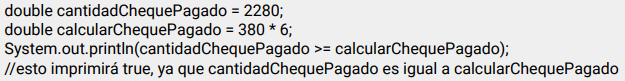 double cantidadChequePagado = 2280;
double calcularChequePagado = 380 * 6;
System.out.println(cantidadChequePagado >= calcularChequePagado);
//esto imprimirá true, ya que cantidadChequePagado es igual a calcularChequePagado